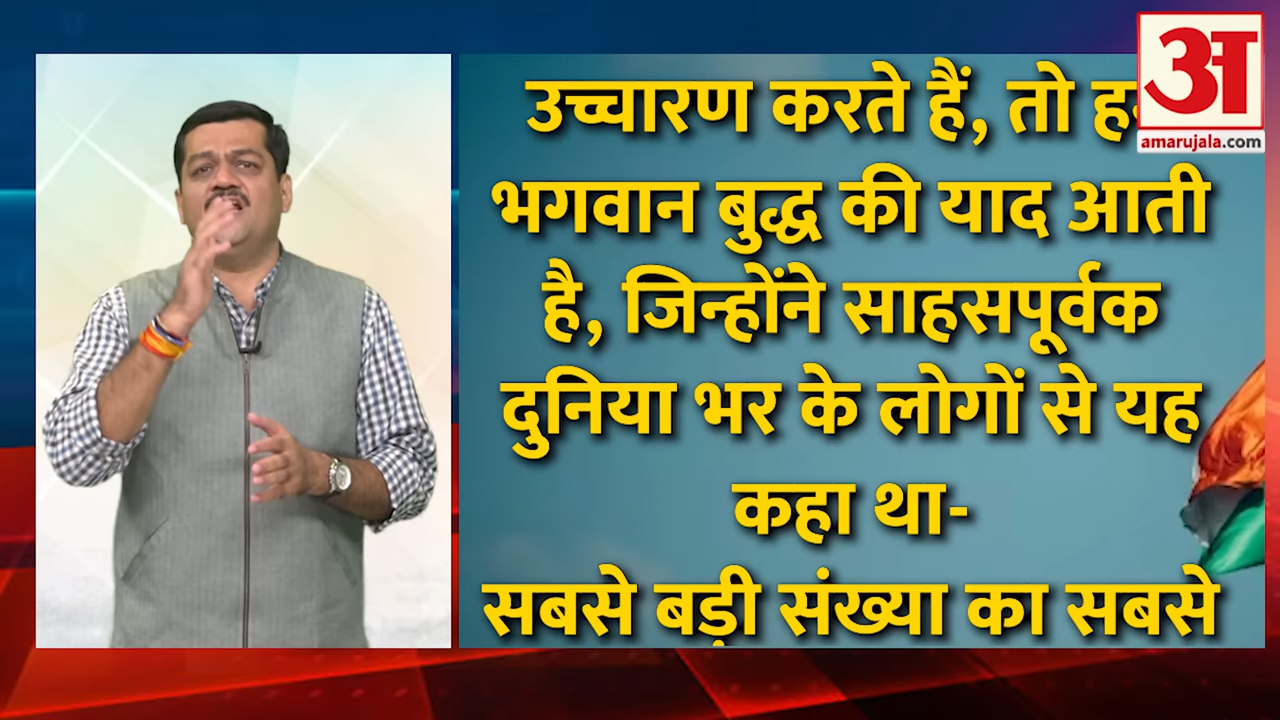 उच्चारण करते हैं, तो
भगवान बुद्ध की याद आती
है, जिन्होंने साहसपूर्वक
दुनिया भर के लोगों से यह
कहा था-
सबसे बड़ी संख्या का सबसे
अ
amarujala.com